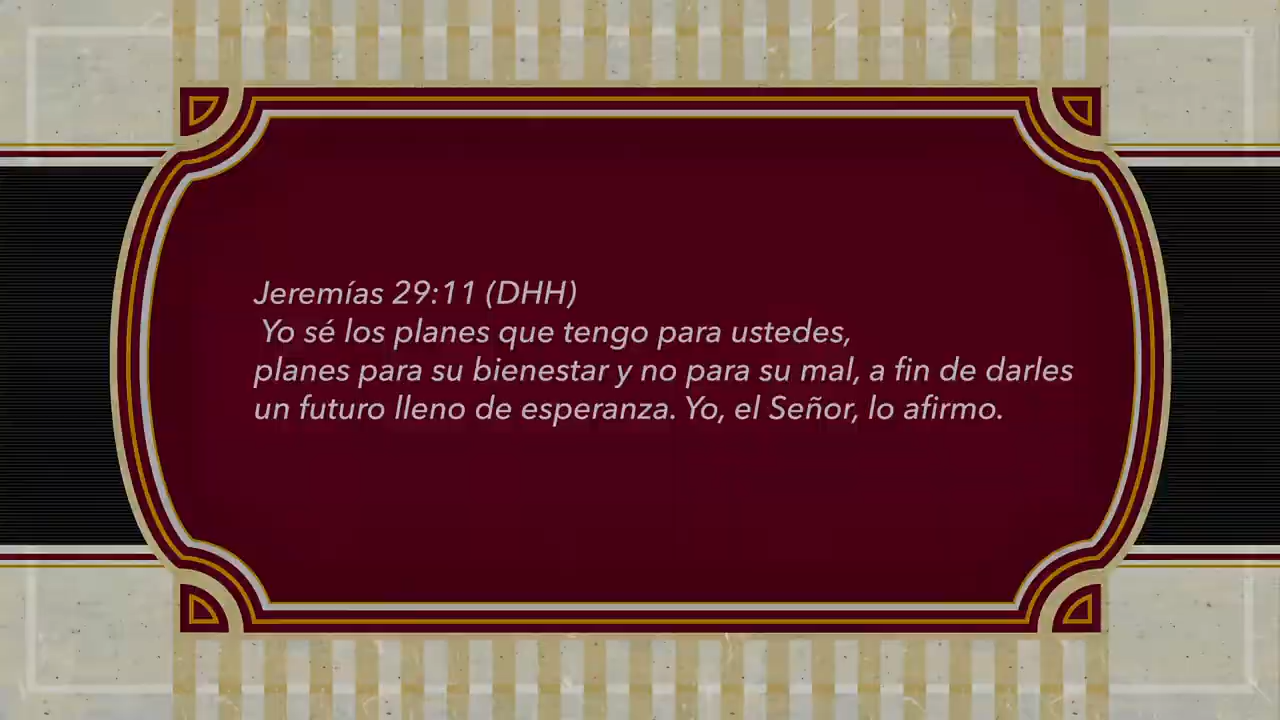 Jeremías 29:11 (DHH)
Yo sé los planes que tengo para ustedes,
planes para su bienestar y no para su mal, a fin de darles
un futuro lleno de esperanza. Yo, el Señor, lo afirmo.